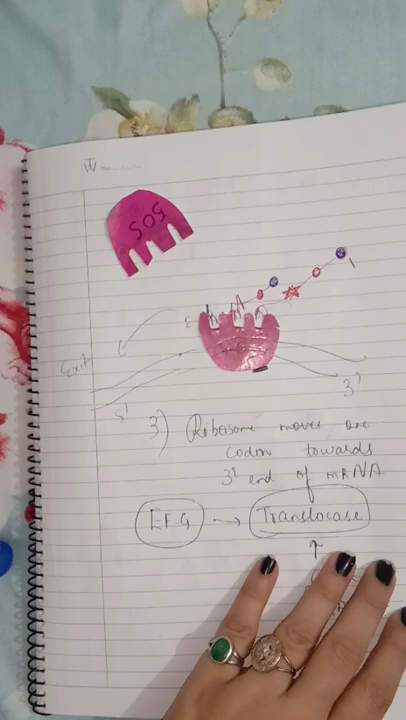 50S
E
Exit
5'
3'
3) Ribosome moves one
codon towards
3' end of mRNA
EFG → Translocase
↑